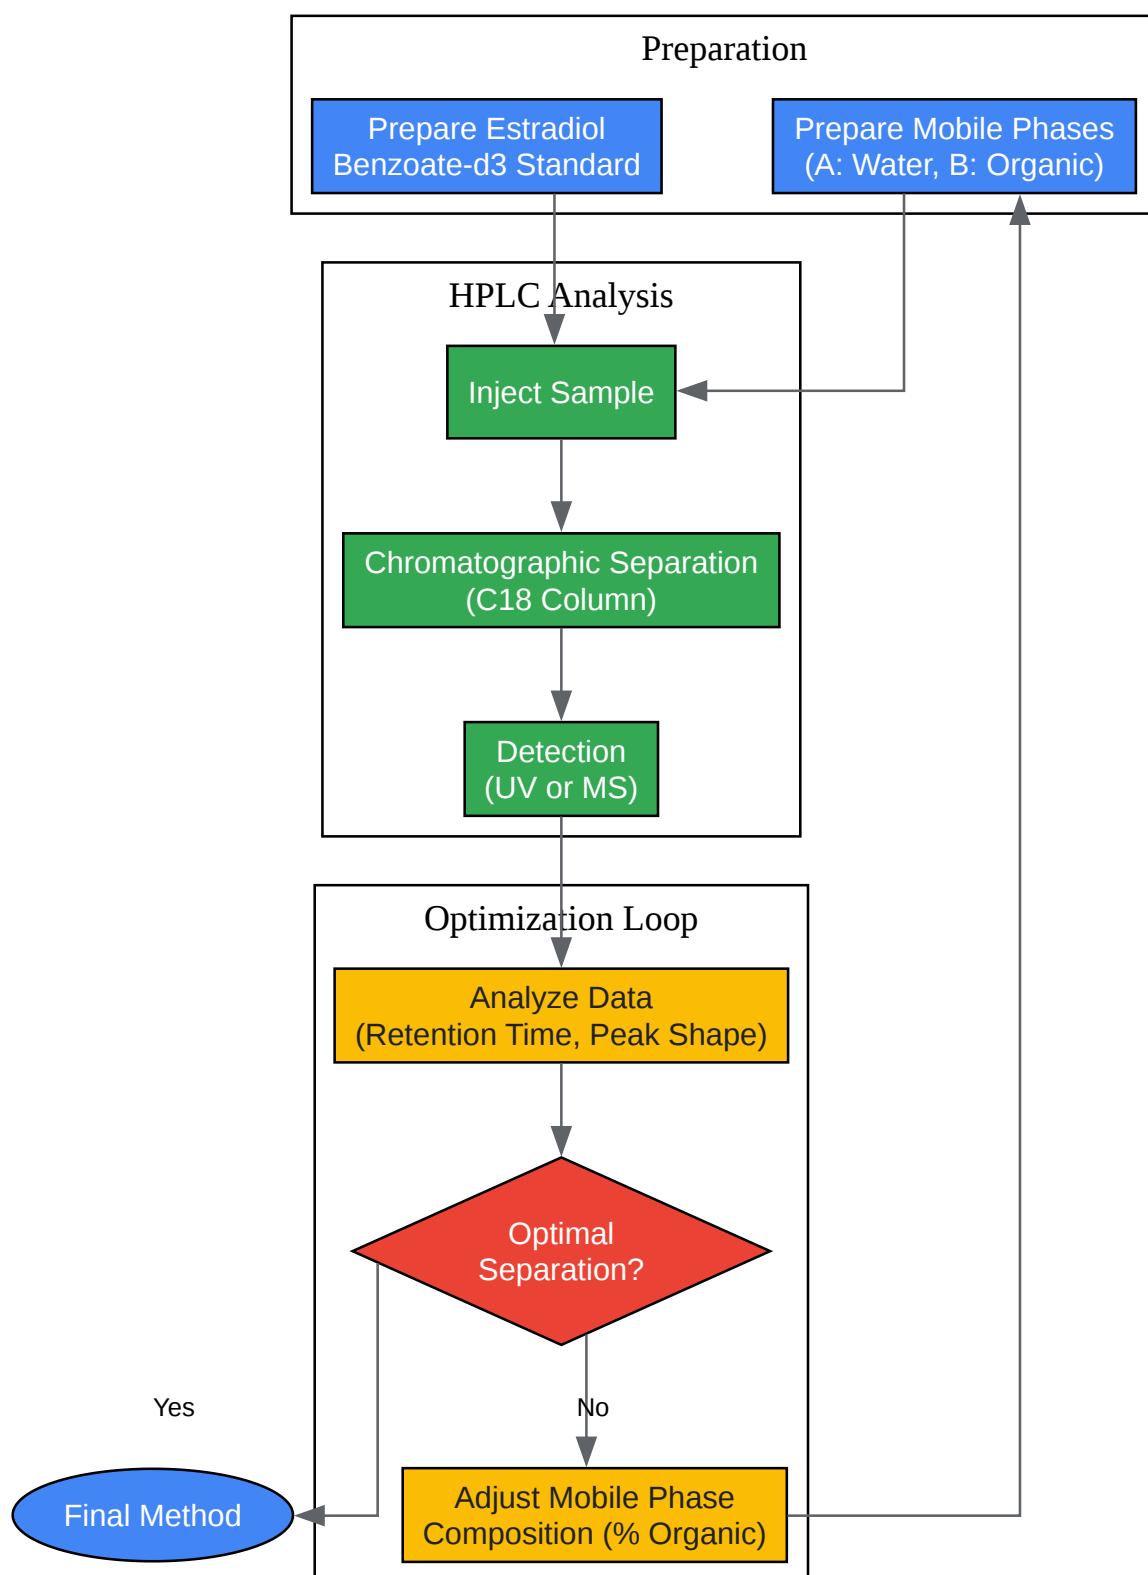 Preparation
Prepare Estradiol
Benzoate-d3 Standard
Prepare Mobile Phases
(A: Water, B: Organic)
HPLC Analysis
Inject Sample
Chromatographic Separation
(C18 Column)
Detection
(UV or MS)
Optimization Loop
Analyze Data
(Retention Time, Peak Shape)
Optimal
Separation?
Yes
No
Final Method
Adjust Mobile Phase
Composition (% Organic)